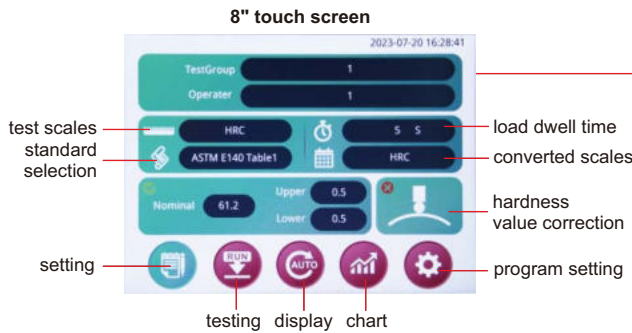 8" touch screen
2023-07-20 16:28:41
TestGroup 1
Operater 1
test scales HRC 5 S load dwell time
standard selection ASTM E140 Table1 HRC converted scales
Nominal 61.2 Upper 0.5
Lower 0.5
hardness
value correction
setting RUN AUTO program setting
testing display chart